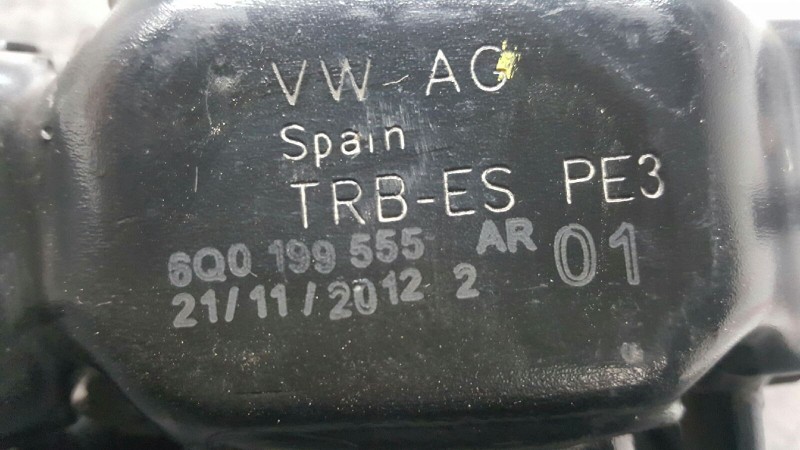 VW AG
Spain
TRB-ES PE3
6Q0 199 555 AR 01
21/11/2012 2